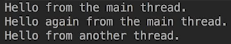 Hello from the main thread.
Hello again from the main thread.
Hello from another thread.